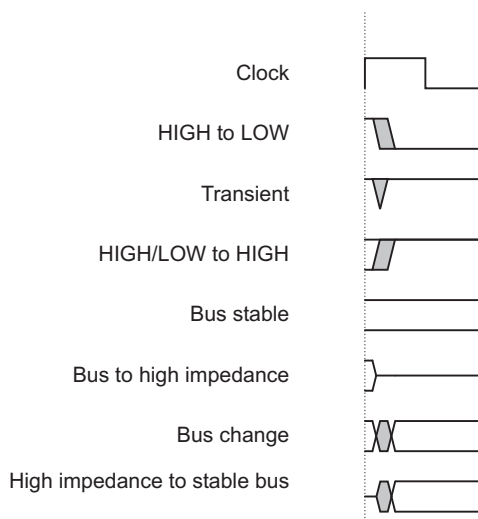 Clock
HIGH to LOW
Transient
HIGH/LOW to HIGH
Bus stable
Bus to high impedance
Bus change
High impedance to stable bus